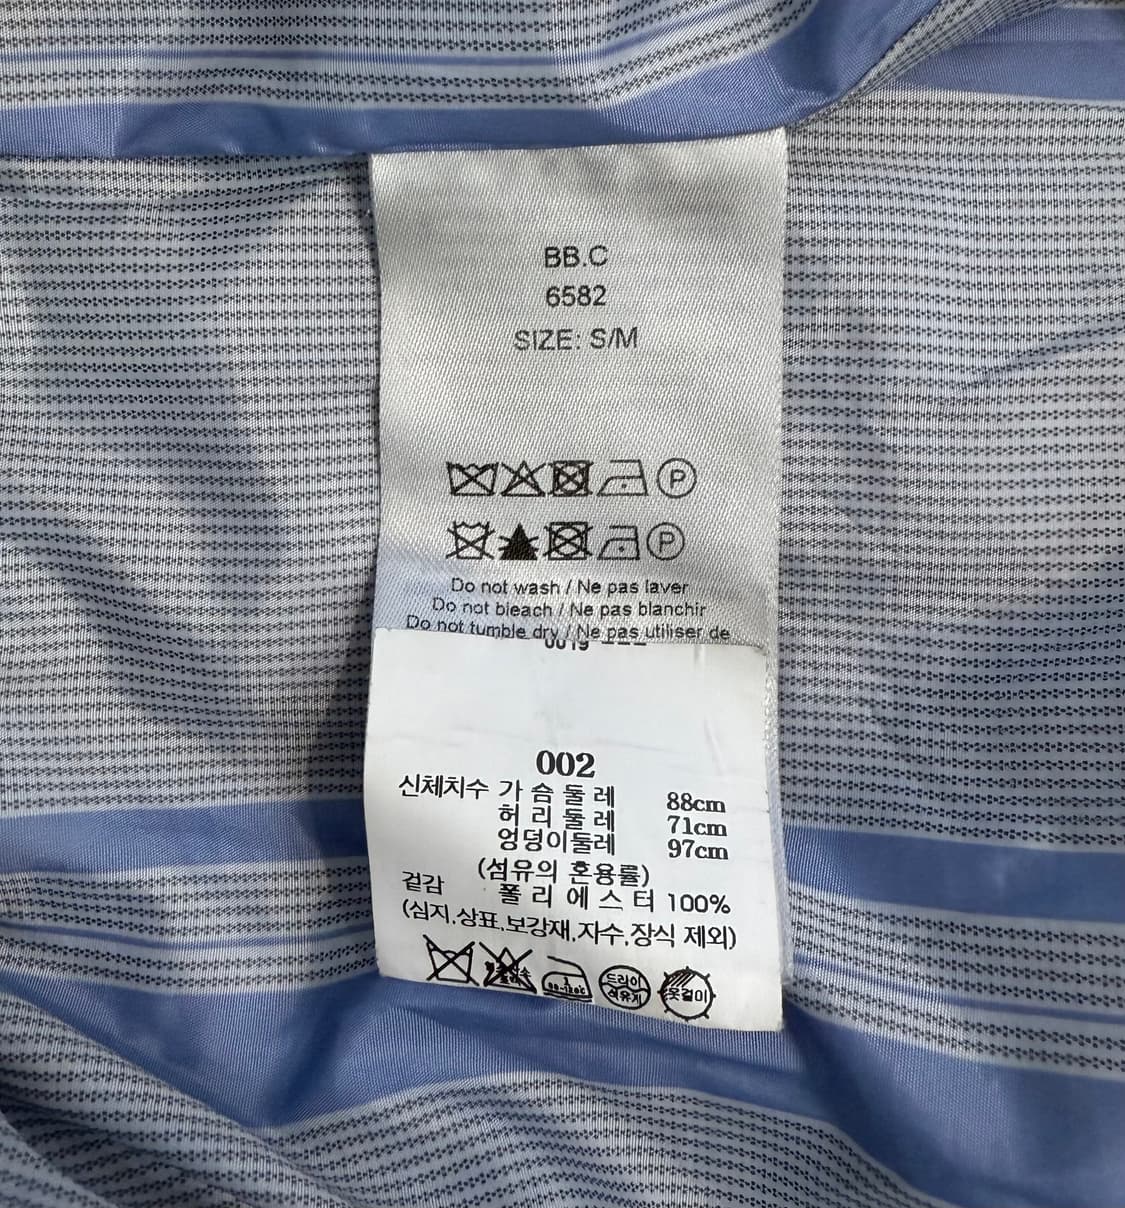 BB.C
6582
SIZE: S/M
P
P
Do not wash / Ne pas laver
Do not bleach / Ne pas blanchir
Do not tumble dry / Ne pas utiliser de
002
신체치수 가 슴 둘 레 88cm
허 리 둘 레 71cm
엉덩이둘레 97cm
(섬유의 혼용률)
겉감 폴 리 에 스 터 100%
(심지,상표,보강재,자수,장식 제외)
드라이 석유계 옷걸이